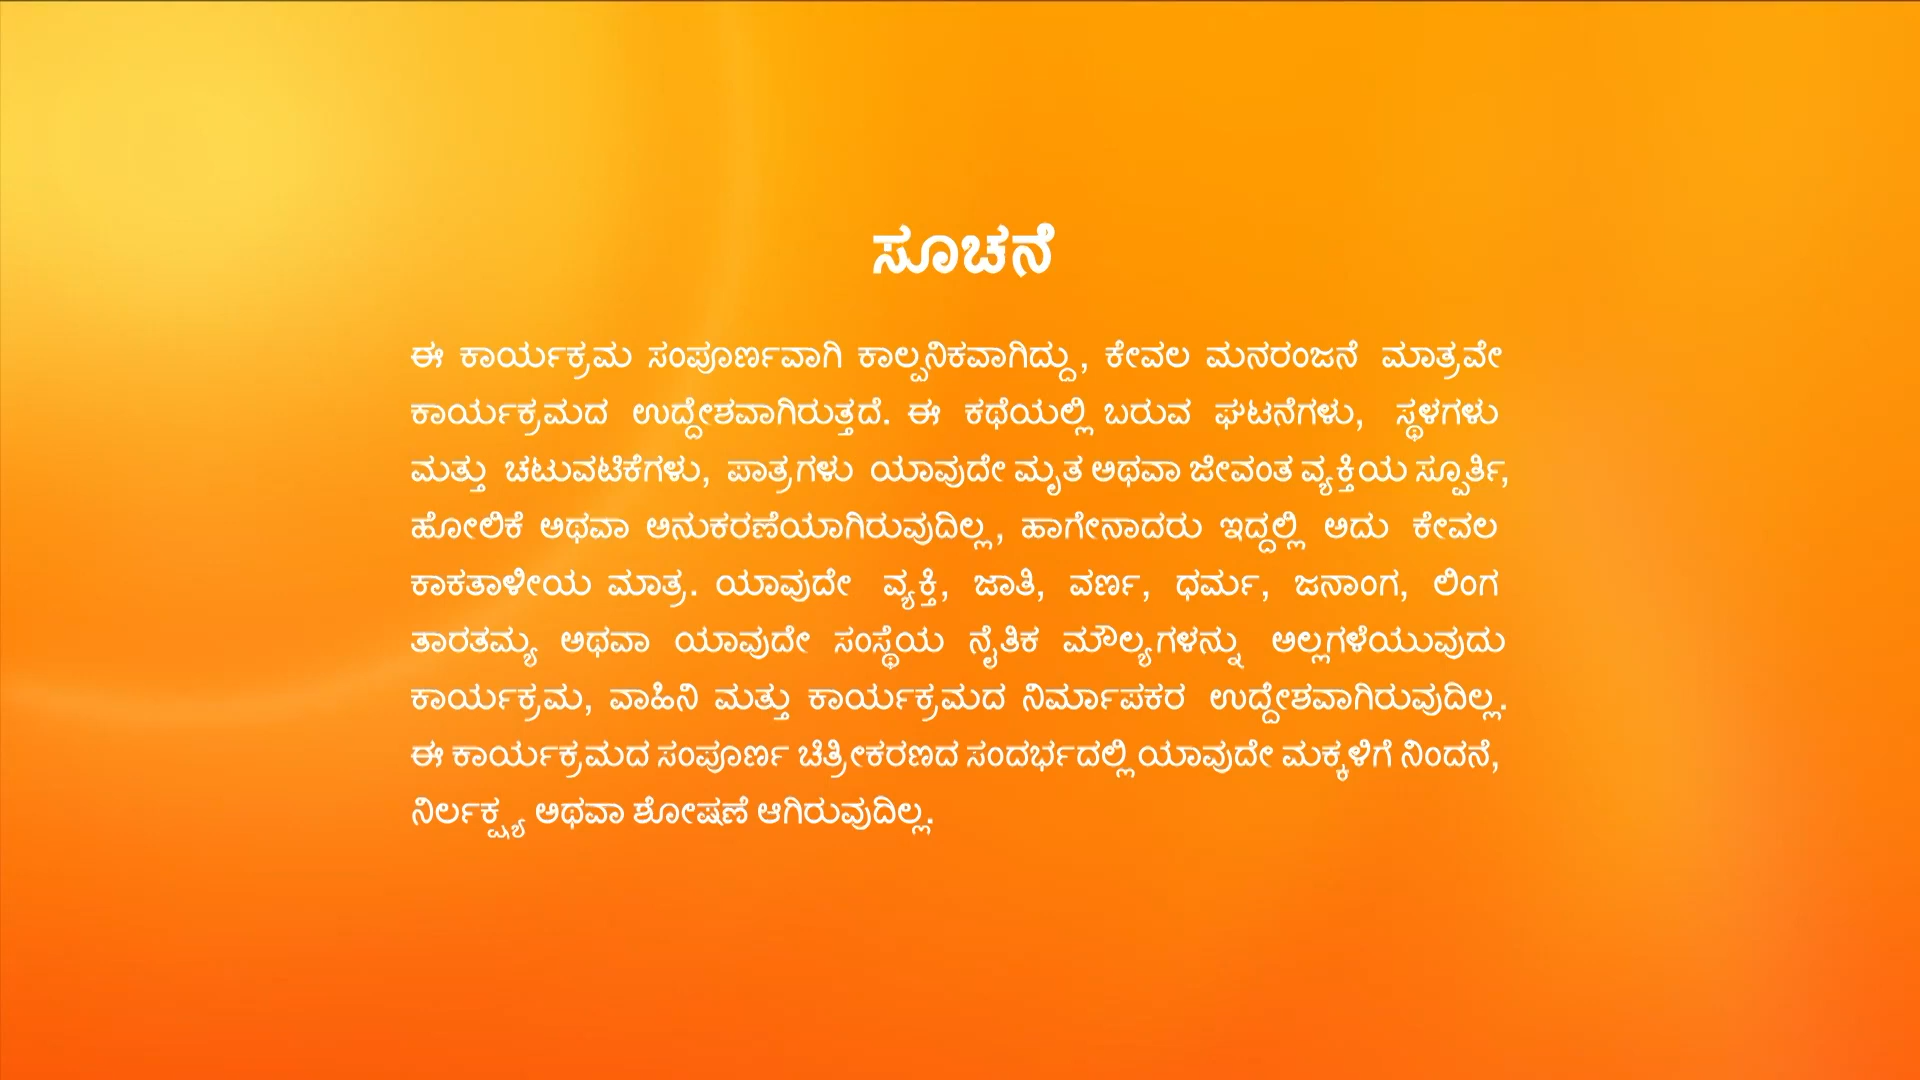 ಸೂಚನೆ
ಈ ಕಾರ್ಯಕ್ರಮ ಸಂಪೂರ್ಣವಾಗಿ ಕಾಲ್ಪನಿಕವಾಗಿದ್ದು, ಕೇವಲ ಮನರಂಜನೆ ಮಾತ್ರವೇ
ಕಾರ್ಯಕ್ರಮದ ಉದ್ದೇಶವಾಗಿರುತ್ತದೆ. ಈ ಕಥೆಯಲ್ಲಿ ಬರುವ ಘಟನೆಗಳು, ಸ್ಥಳಗಳು
ಮತ್ತು ಚಟುವಟಿಕೆಗಳು, ಪಾತ್ರಗಳು ಯಾವುದೇ ಮೃತ ಅಥವಾ ಜೀವಂತ ವ್ಯಕ್ತಿಯ ಸ್ಪೂರ್ತಿ,
ಹೋಲಿಕೆ ಅಥವಾ ಅನುಕರಣೆಯಾಗಿರುವುದಿಲ್ಲ, ಹಾಗೇನಾದರು ಇದ್ದಲ್ಲಿ ಅದು ಕೇವಲ
ಕಾಕತಾಳೀಯ ಮಾತ್ರ. ಯಾವುದೇ ವ್ಯಕ್ತಿ, ಜಾತಿ, ವರ್ಣ, ಧರ್ಮ, ಜನಾಂಗ, ಲಿಂಗ
ತಾರತಮ್ಯ ಅಥವಾ ಯಾವುದೇ ಸಂಸ್ಥೆಯ ನೈತಿಕ ಮೌಲ್ಯಗಳನ್ನು ಅಲ್ಲಗಳೆಯುವುದು
ಕಾರ್ಯಕ್ರಮ, ವಾಹಿನಿ ಮತ್ತು ಕಾರ್ಯಕ್ರಮದ ನಿರ್ಮಾಪಕರ ಉದ್ದೇಶವಾಗಿರುವುದಿಲ್ಲ.
ಈ ಕಾರ್ಯಕ್ರಮದ ಸಂಪೂರ್ಣ ಚಿತ್ರೀಕರಣದ ಸಂದರ್ಭದಲ್ಲಿ ಯಾವುದೇ ಮಕ್ಕಳಿಗೆ ನಿಂದನೆ,
ನಿರ್ಲಕ್ಷ್ಯ ಅಥವಾ ಶೋಷಣೆ ಆಗಿರುವುದಿಲ್ಲ.